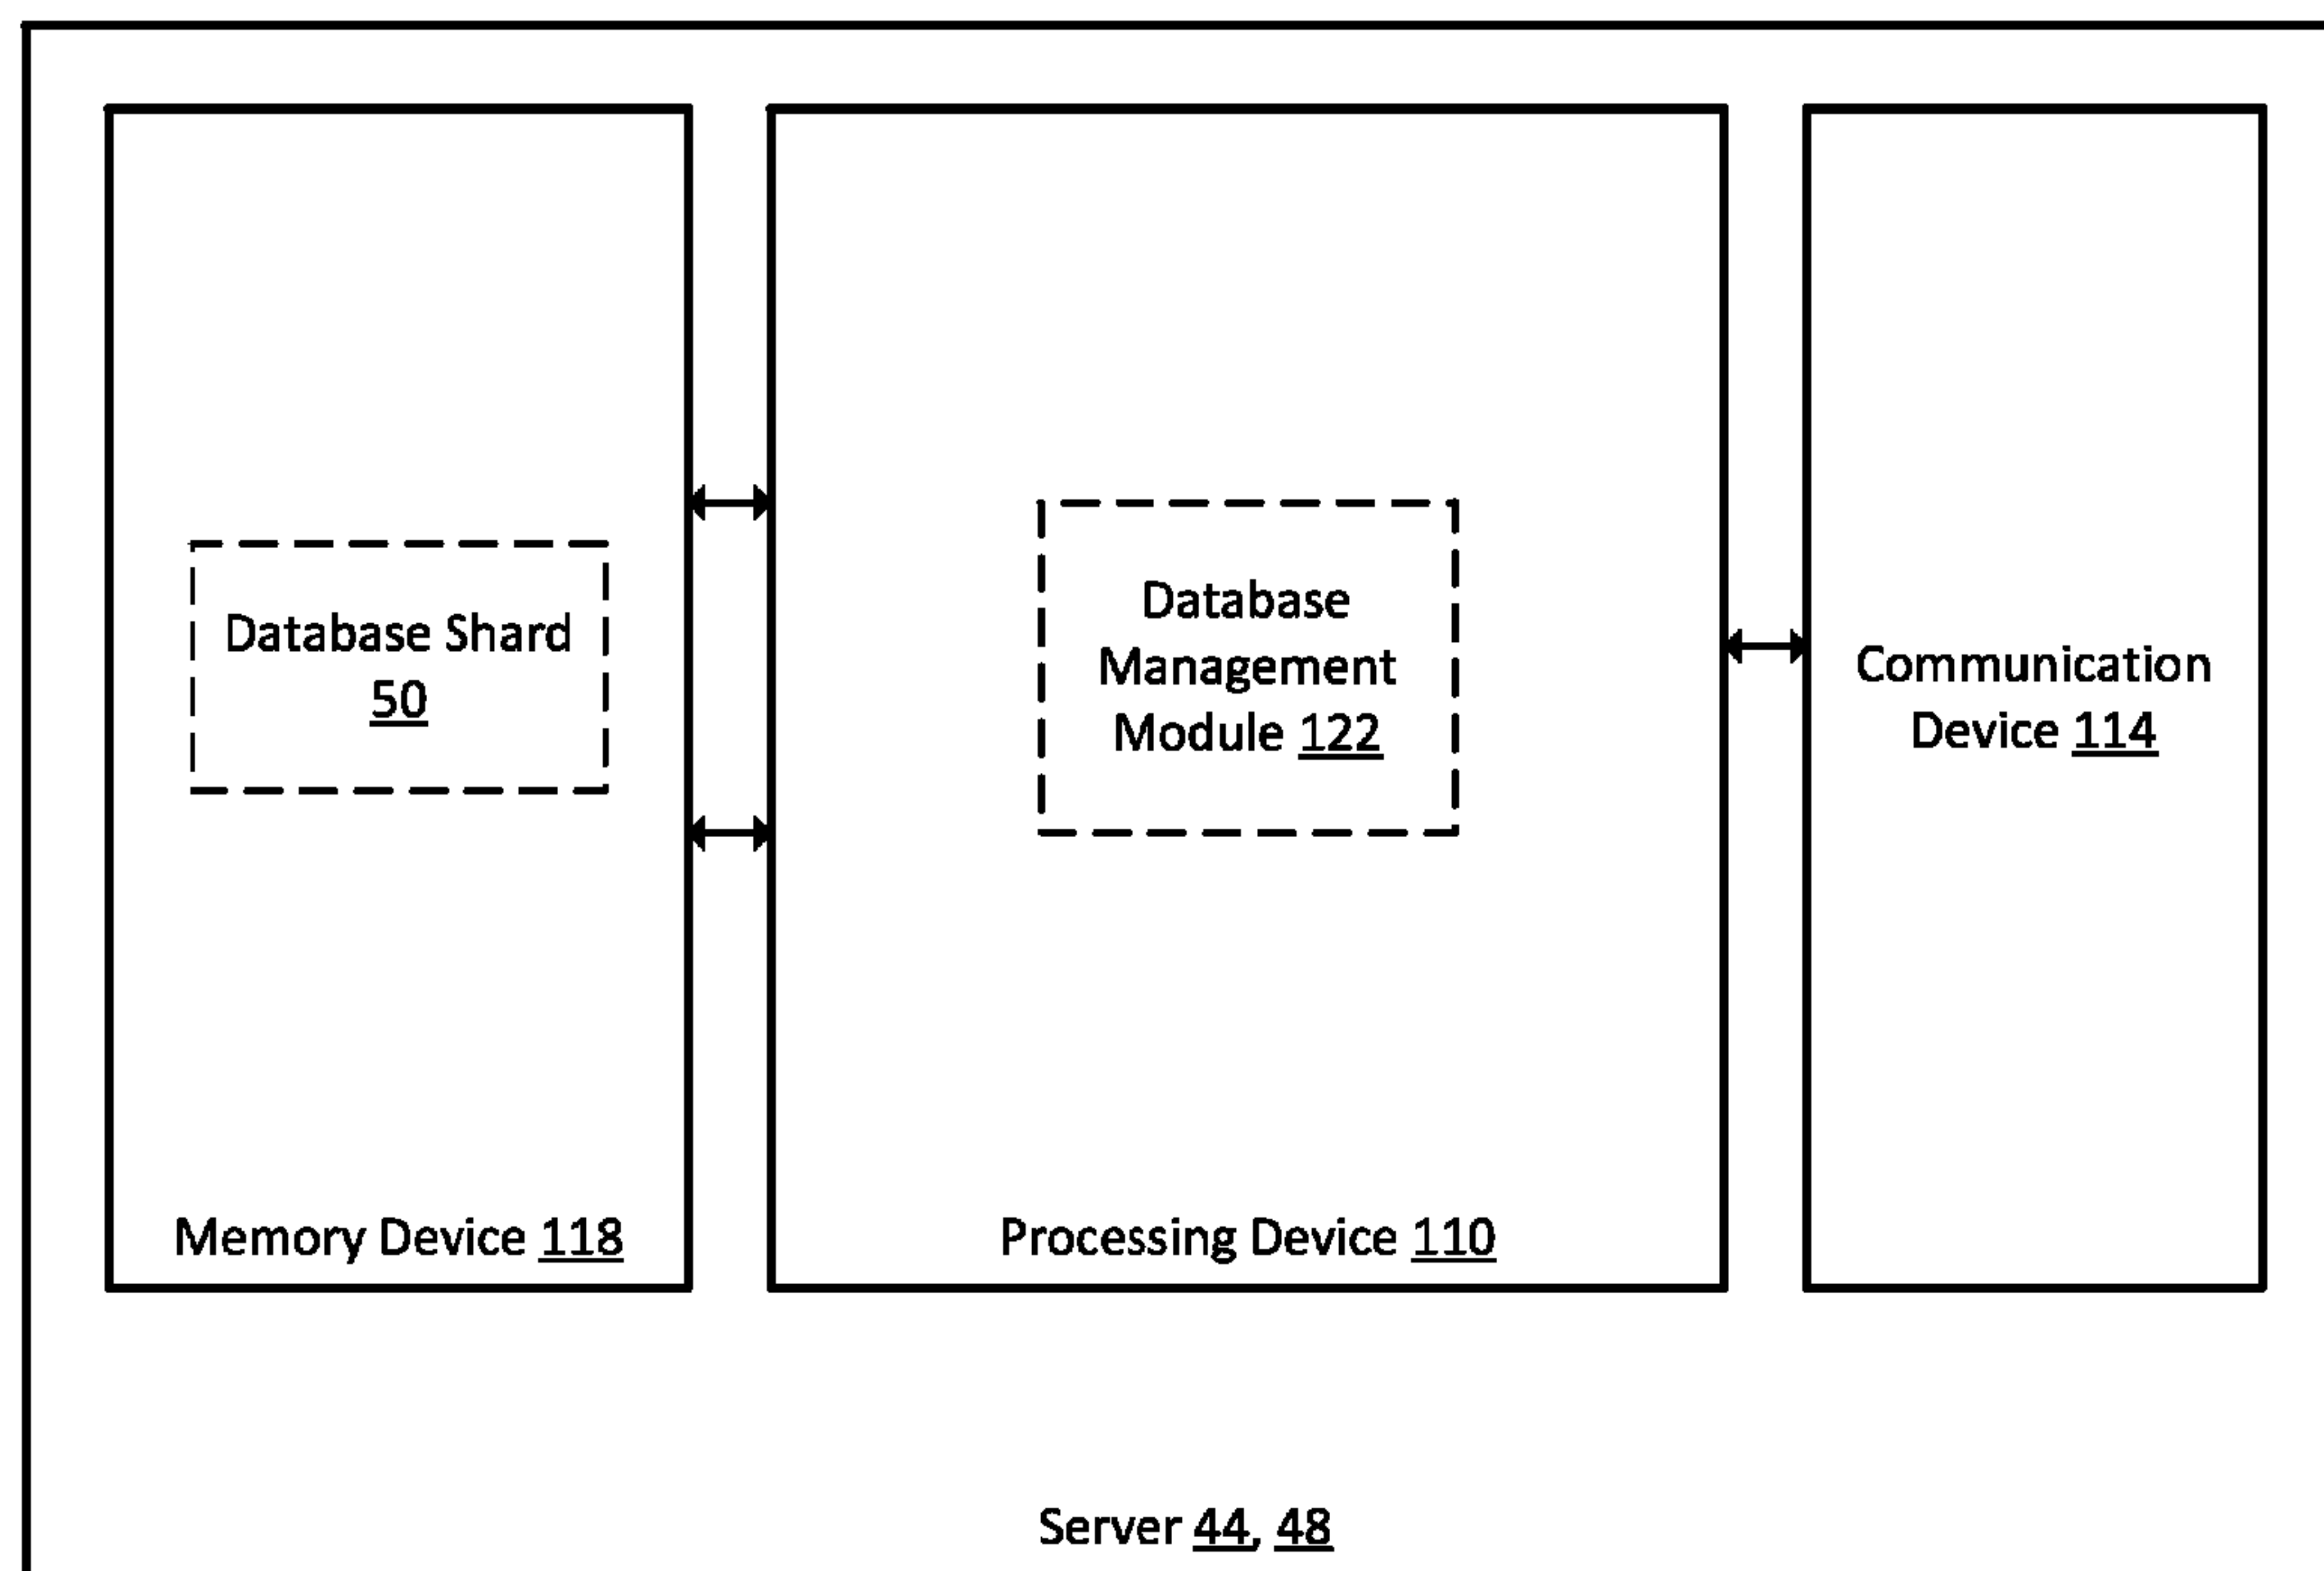 Database Shard
50
Database
Management
Module 122
Communication
Device 114
Memory Device 118
Processing Device 110
Server 44, 48